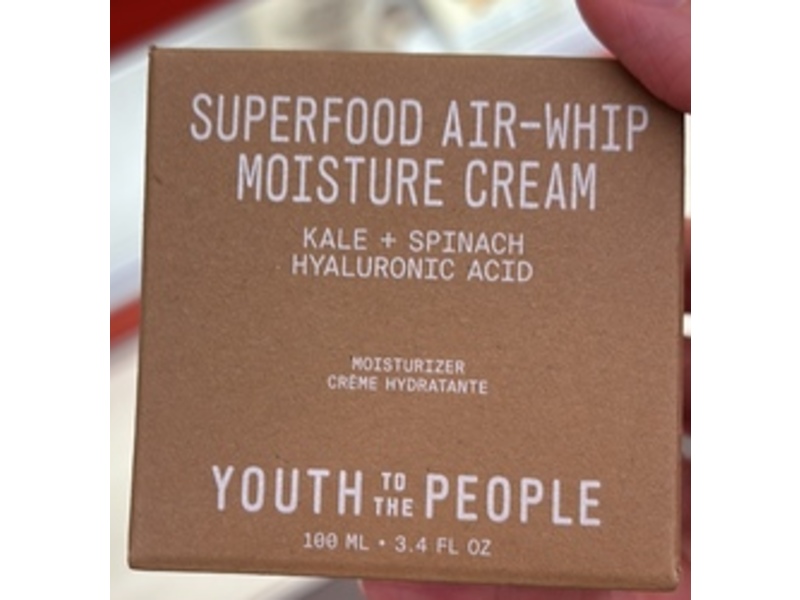 SUPERFOOD AIR-WHIP
MOISTURE CREAM
KALE + SPINACH
HYALURONIC ACID
MOISTURIZER
CRÈME HYDRATANTE
YOUTH TO THE PEOPLE
100 ML • 3.4 FL OZ